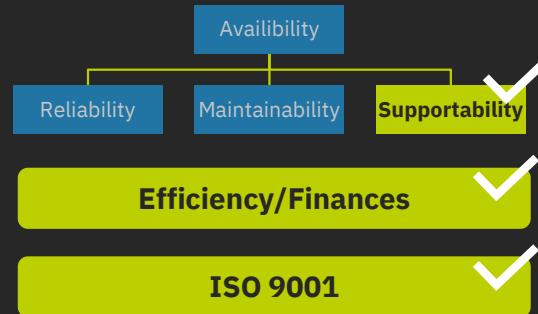 Availibility
Reliability
Maintainability
Supportability
Efficiency/Finances
ISO 9001